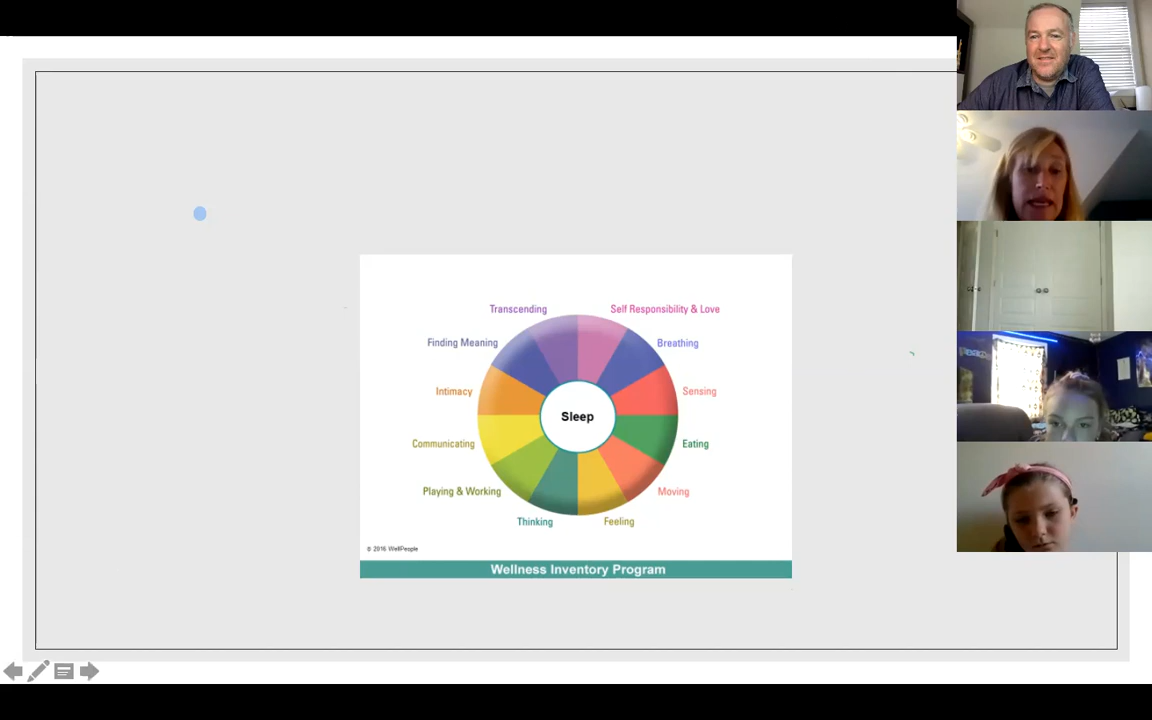 Transcending
Self Responsibility & Love
Finding Meaning
Breathing
Intimacy
Sensing
Sleep
Communicating
Eating
Playing & Working
Moving
Thinking
Feeling
© 2016 WellPeople
Wellness Inventory Program